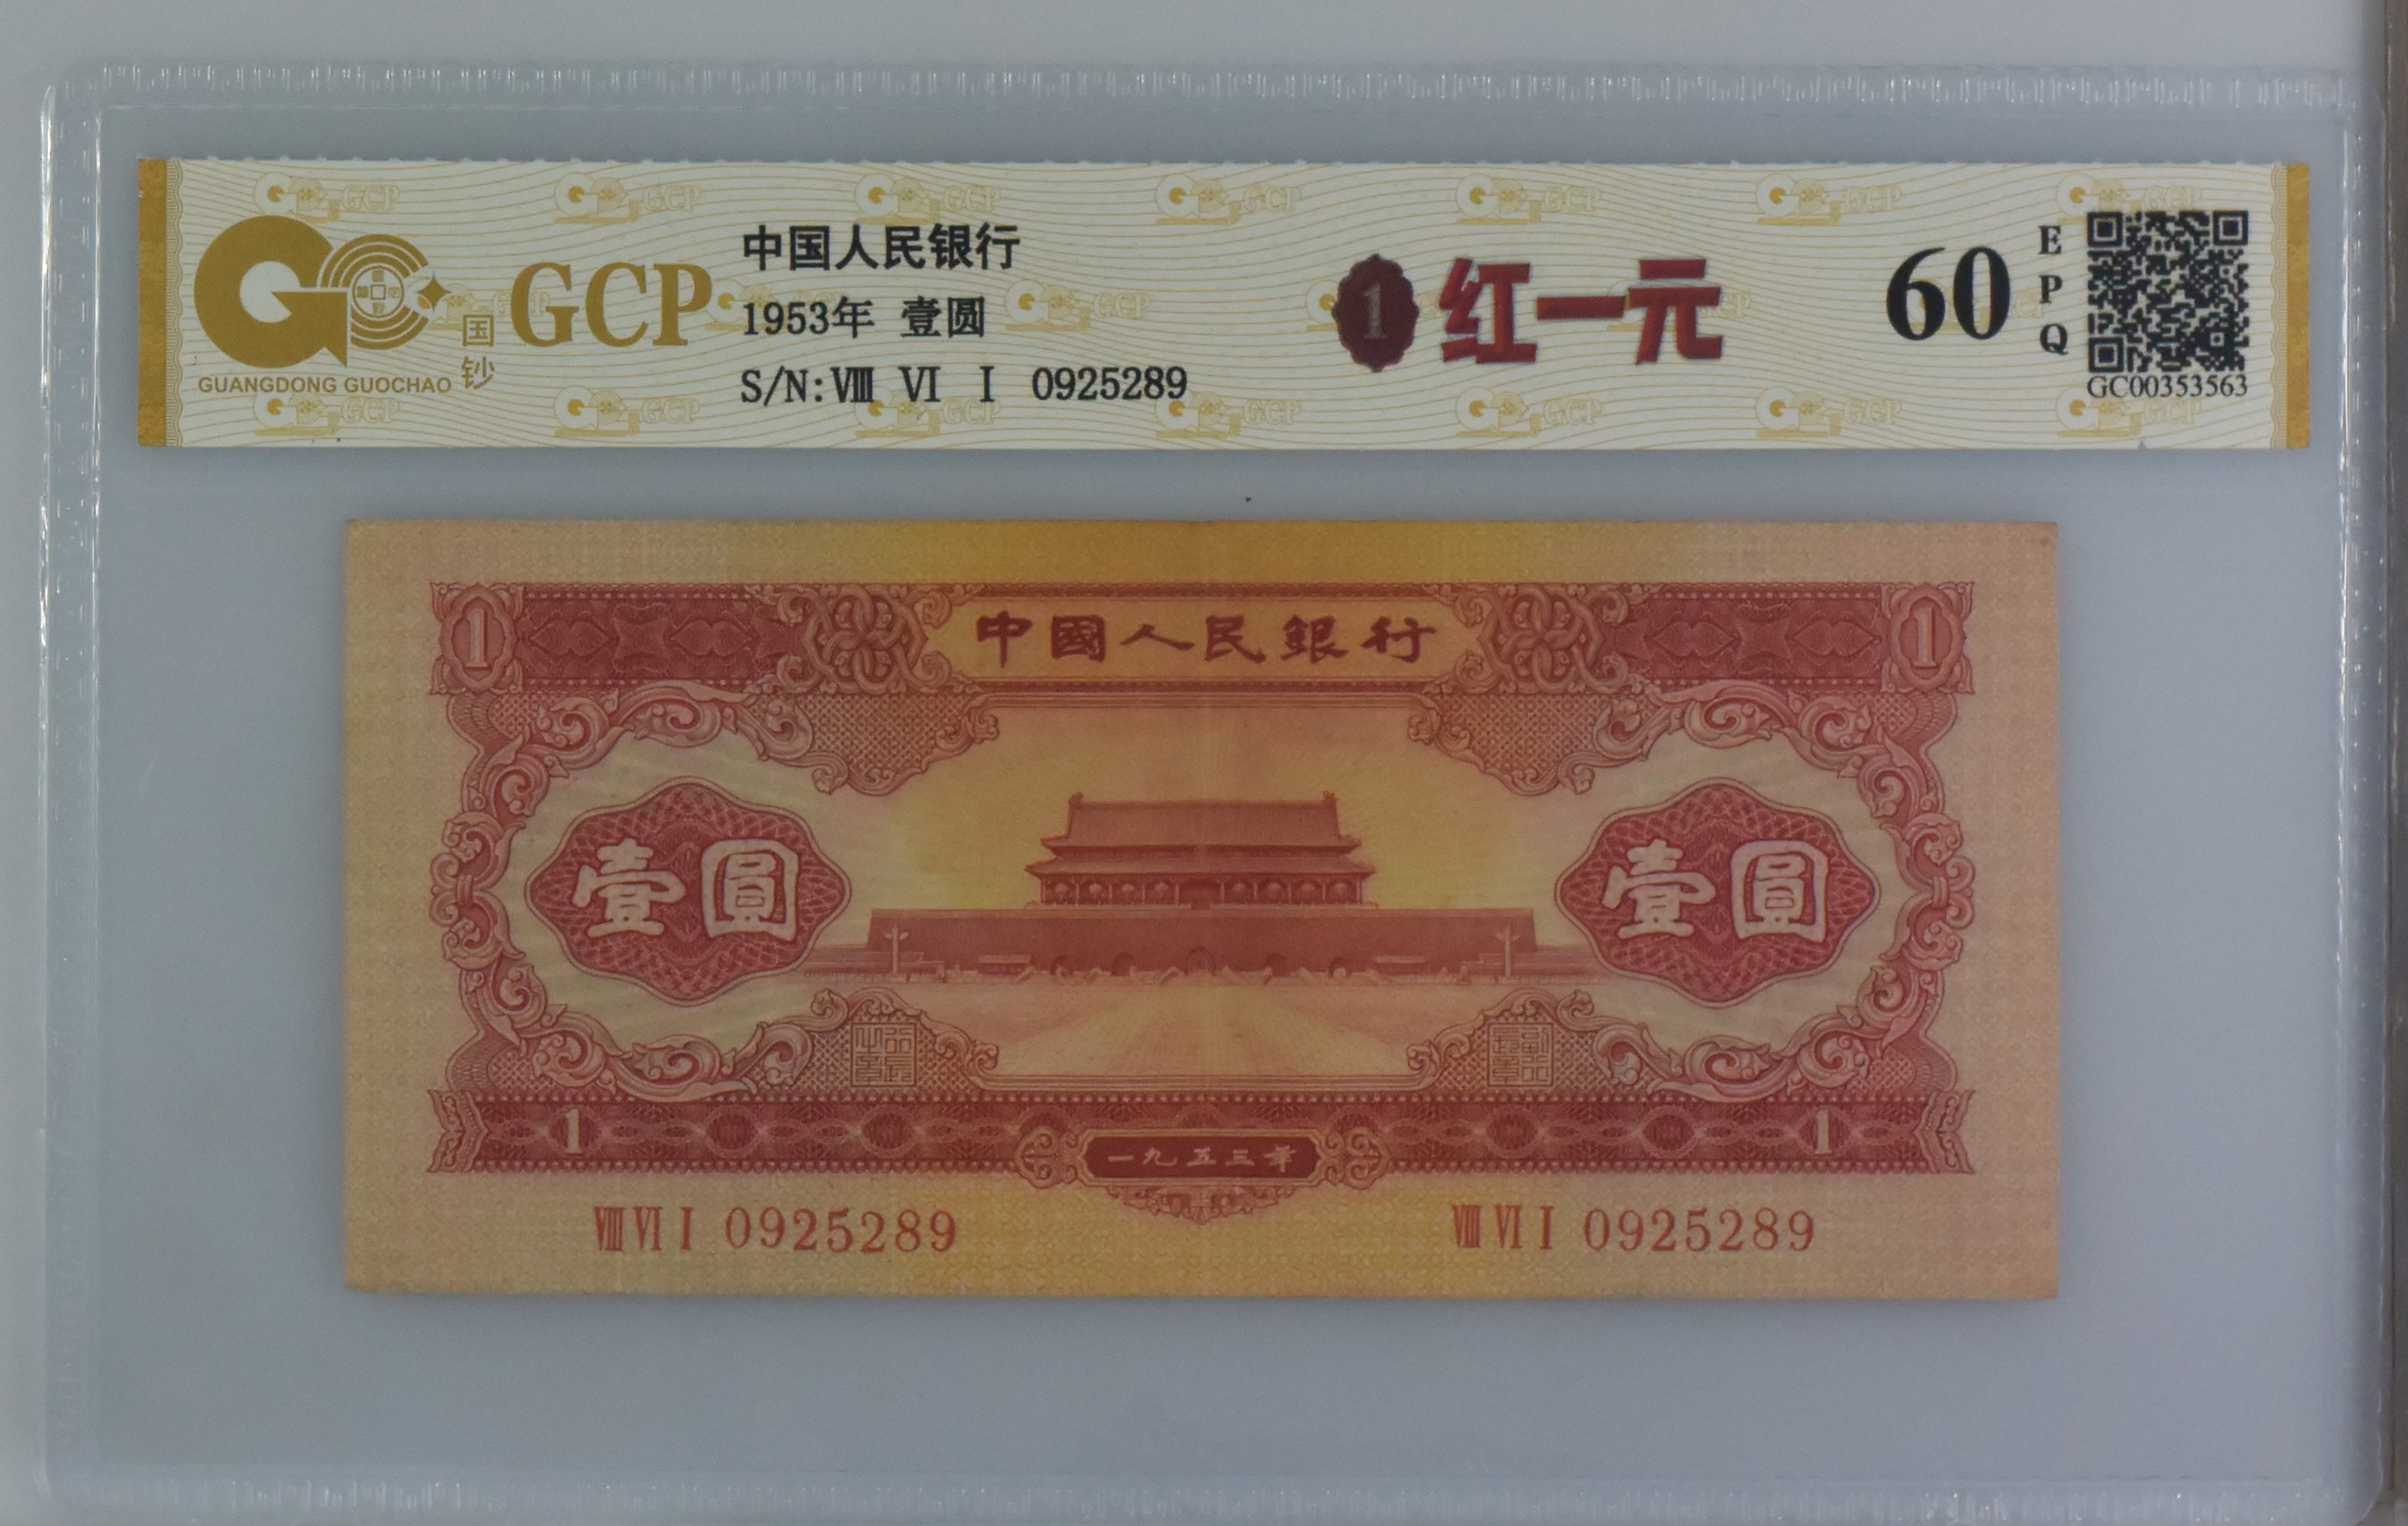 GCP
国钞
GUANGDONG GUOCHAO
中国人民银行
1953年 壹圆
S/N:Ⅷ Ⅵ Ⅰ 0925289
1 红一元
60
EPQ
GC00353563
1 中國人民銀行 1
壹圓 壹圓
1 1
一九五三年
Ⅷ Ⅵ Ⅰ 0925289 Ⅷ Ⅵ Ⅰ 0925289